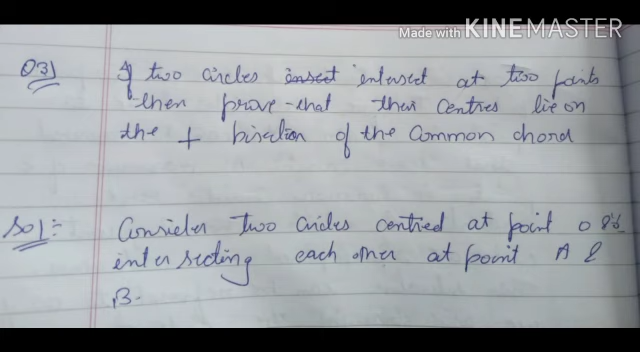 Made with KINEMASTER
Q3) If two circles insect intersect at two points
then prove that their centres lie on
the ⊥ bisection of the common chord
Sol:- Consider two circles centred at point O &
intersecting each other at point A &
B.